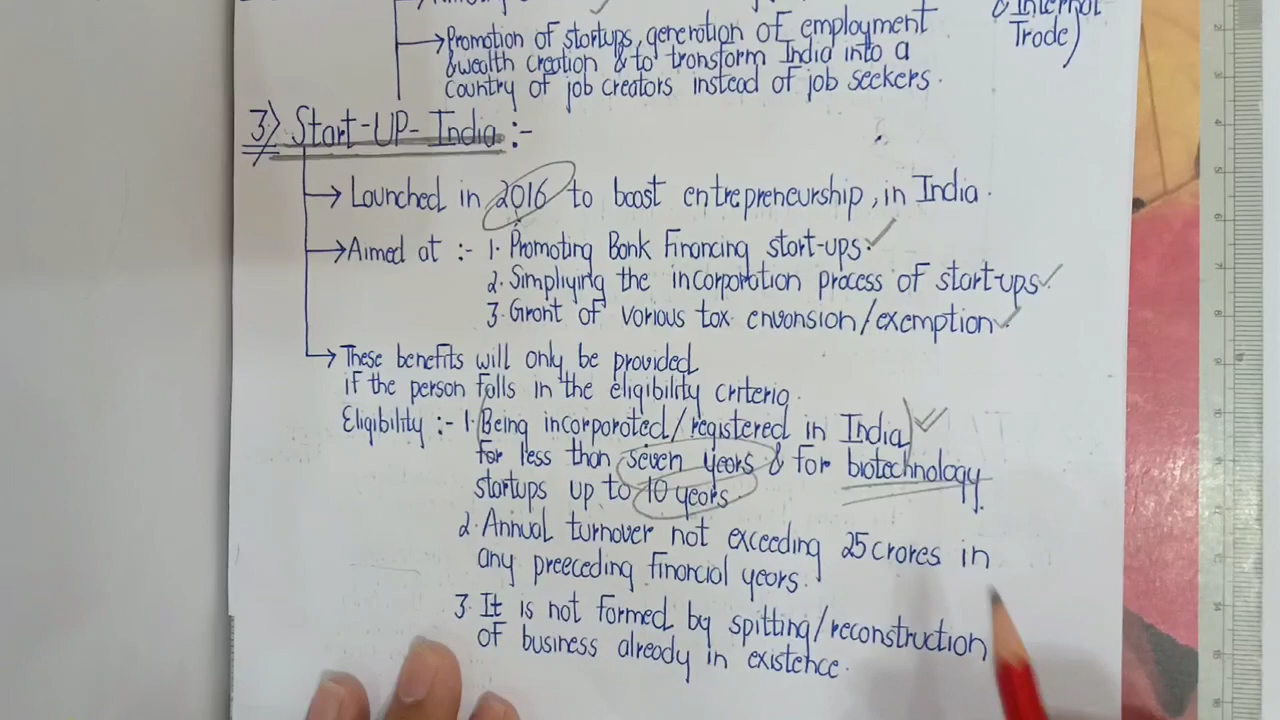 Promotion of startups, generation of employment
& wealth creation & to transform India into a
country of job creators instead of job seekers.
& Internal
Trade)
3) Start-UP-India :-
Launched in 2016 to boost entrepreneurship, in India.
Aimed at :- 1. Promoting Bank Financing start-ups.
2. Simpliying the incorporation process of start-ups
3. Grant of various tax envansion/exemption
These benefits will only be provided
if the person falls in the eligibility criteria.
Eligibility :- 1. Being incorporated/registered in India
for less than seven years & for biotechnology
startups up to 10 years.
2. Annual turnover not exceeding 25 crores in
any preeceding financial years.
3. It is not formed by spitting/reconstruction
of business already in existence.